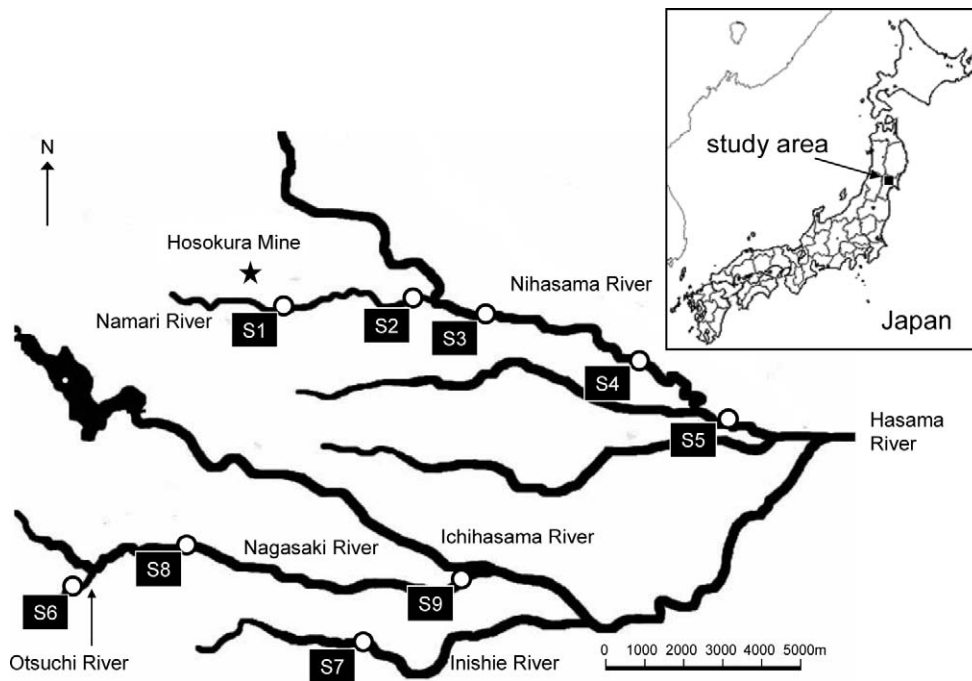 study area
Japan
N
Hosokura Mine
Nihasama River
Namari River
S1
S2
S3
S4
Hasama
River
S5
Ichihasama River
Nagasaki River
S8
S6
S9
S7
Otsuchi River
Inishie River
0 1000 2000 3000 4000 5000m